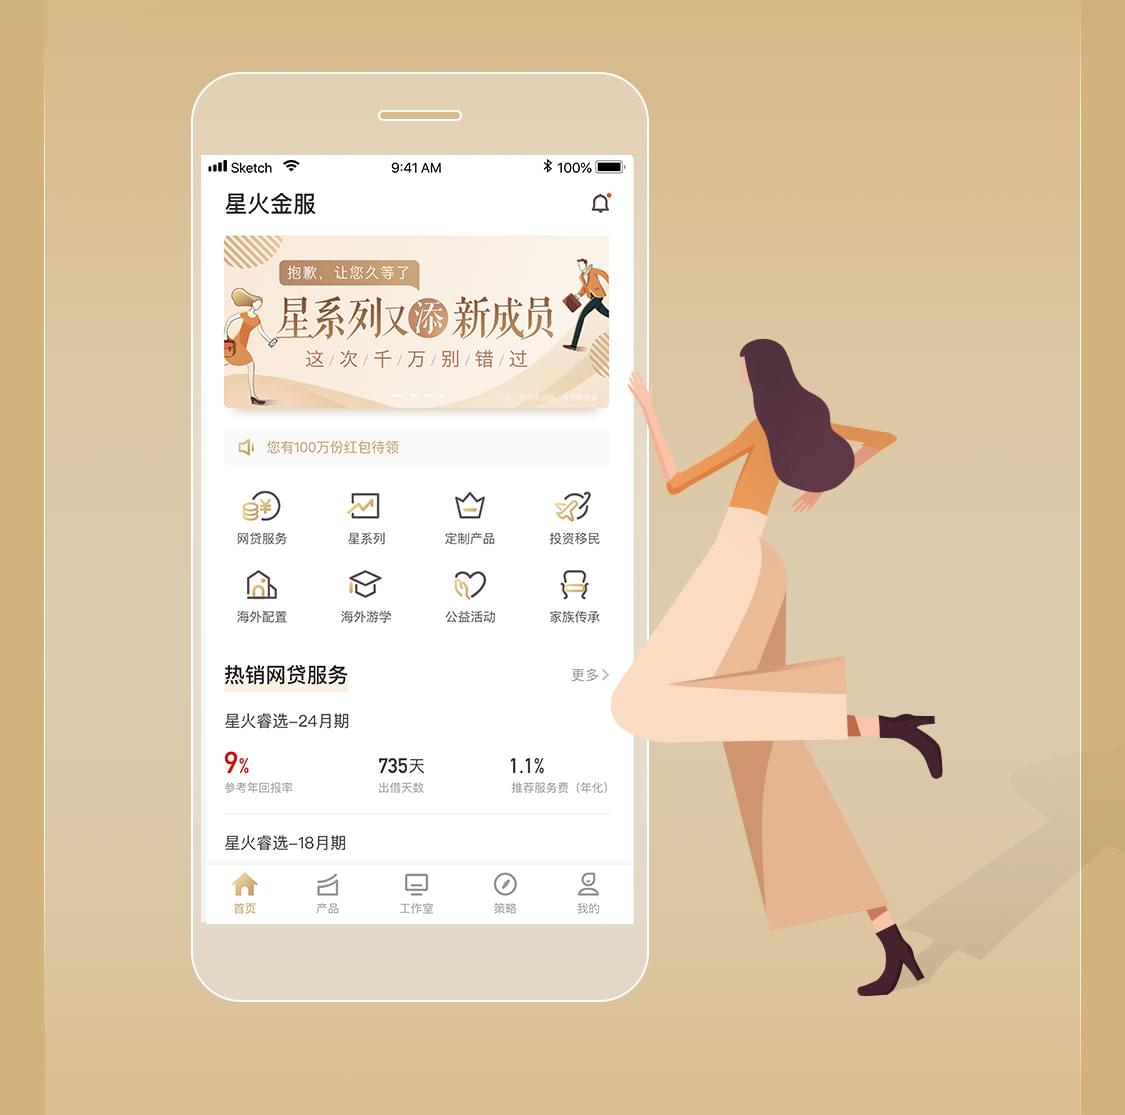 Sketch 9:41 AM 100%
星火金服
抱歉，让您久等了
星系列又添新成员
这/次/千/万/别/错/过
您有100万份红包待领
网贷服务 星系列 定制产品 投资移民
海外配置 海外游学 公益活动 家族传承
热销网贷服务 更多
星火睿选-24月期
9% 735天 1.1%
参考年回报率 出借天数 推荐服务费（年化）
星火睿选-18月期
首页 产品 工作室 策略 我的